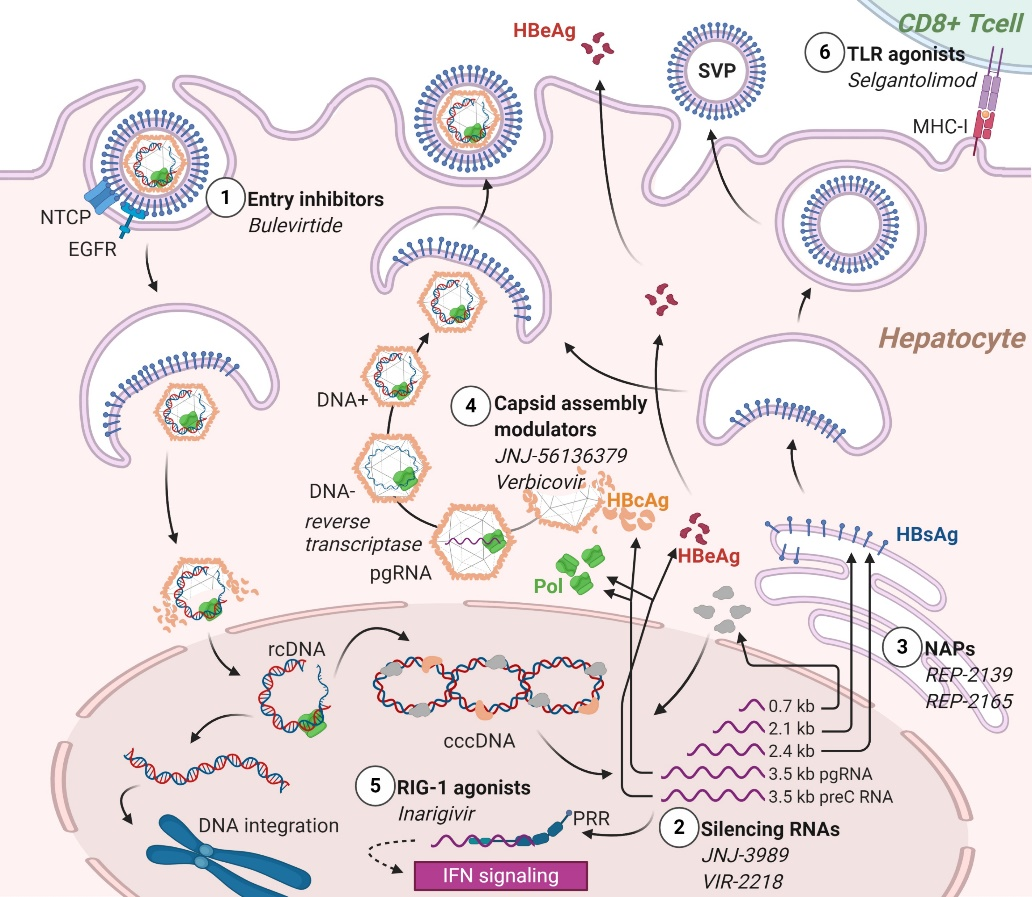 CD8+ Tcell
HBeAg
SVP
6
TLR agonists
Selgantolimod
MHC-I
NTCP
EGFR
1
Entry inhibitors
Bulevirtide
Hepatocyte
DNA+
4
Capsid assembly
modulators
JNJ-56136379
Verbicovir
DNA-
reverse
transcriptase
pgRNA
HBcAg
HBeAg
HBsAg
Pol
3
NAPs
REP-2139
REP-2165
rcDNA
cccDNA
0.7 kb
2.1 kb
2.4 kb
3.5 kb pgRNA
3.5 kb preC RNA
5
RIG-1 agonists
Inarigivir
PRR
DNA integration
IFN signaling
2
Silencing RNAs
JNJ-3989
VIR-2218